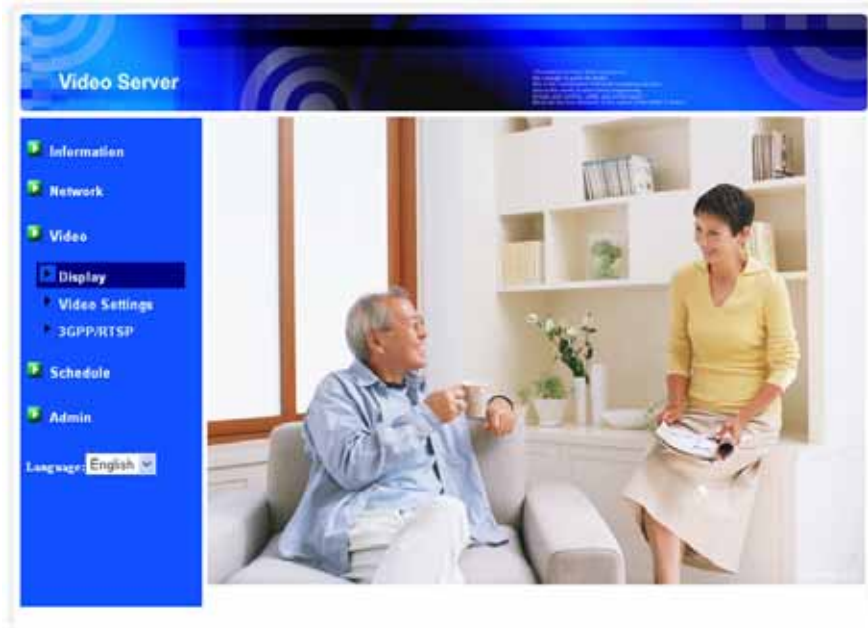 Video Server
Information
Network
Video
Display
Video Settings
3GPP/RTSP
Schedule
Admin
Language: English